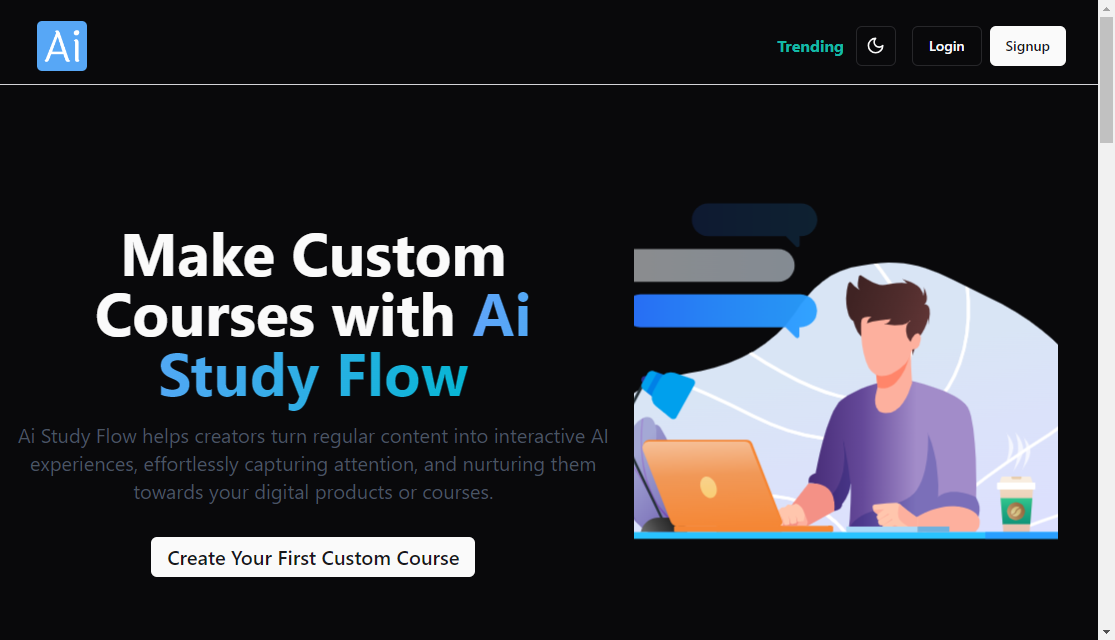 Ai
Trending
Login
Signup
Make Custom
Courses with Ai
Study Flow
Ai Study Flow helps creators turn regular content into interactive AI
experiences, effortlessly capturing attention, and nurturing them
towards your digital products or courses.
Create Your First Custom Course